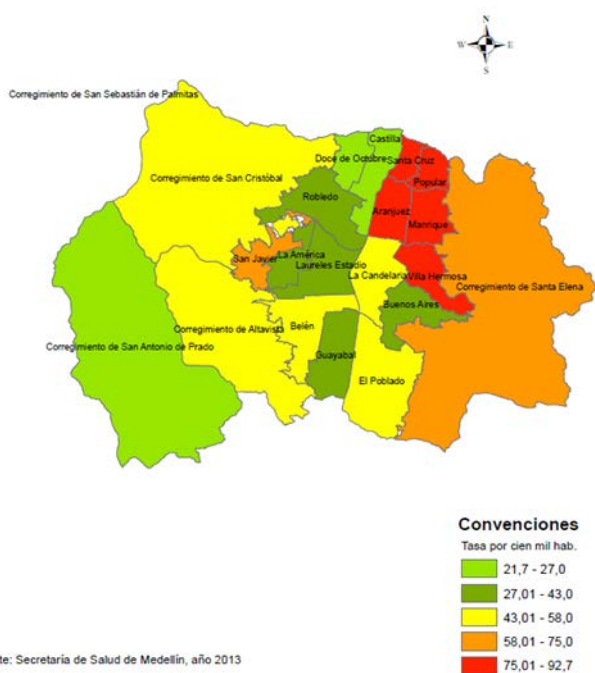 N
W E
S
Corregimiento de San Sebastián de Palmitas
Castilla
Doce de Octubre
Santa Cruz
Corregimiento de San Cristóbal
Popular
Robledo
Aranjuez
Manrique
San Javier
La América
Laureles Estadio
La Candelaria
Villa Hermosa
Corregimiento de Santa Elena
Buenos Aires
Corregimiento de Altavista
Belén
Corregimiento de San Antonio de Prado
Guayabal
El Poblado
Convenciones
Tasa por cien mil hab.
21,7 - 27,0
27,01 - 43,0
43,01 - 58,0
58,01 - 75,0
75,01 - 92,7
te: Secretaria de Salud de Medellín, año 2013